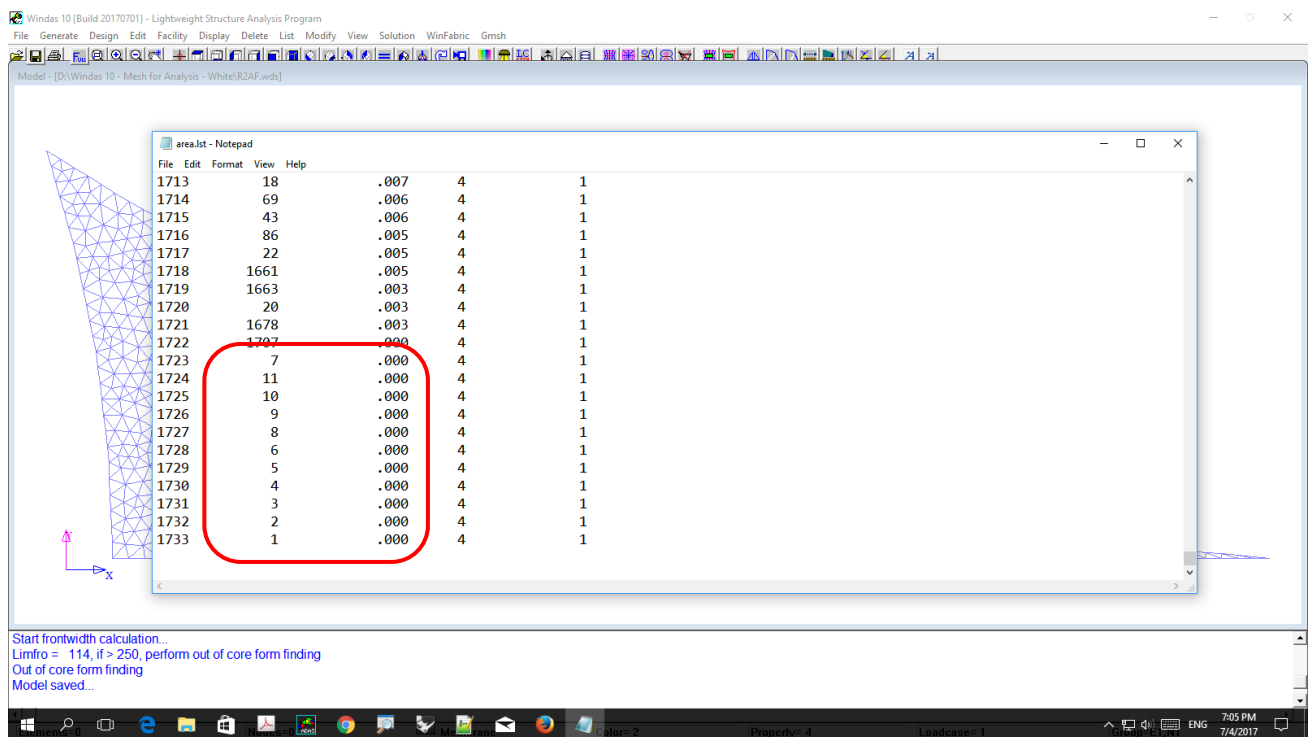 Windas 10 (Build 20170701) - Lightweight Structure Analysis Program
File Generate Design Edit Facility Display Delete List Modify View Solution WinFabric Gmsh
Model - [D:\Windas 10 - Mesh for Analysis - White\R2AF.wds]
area.lst - Notepad
File Edit Format View Help
1713 18 .007 4 1
1714 69 .006 4 1
1715 43 .006 4 1
1716 86 .005 4 1
1717 22 .005 4 1
1718 1661 .005 4 1
1719 1663 .003 4 1
1720 20 .003 4 1
1721 1678 .003 4 1
1722 1707 .000 4 1
1723 7 .000 4 1
1724 11 .000 4 1
1725 10 .000 4 1
1726 9 .000 4 1
1727 8 .000 4 1
1728 6 .000 4 1
1729 5 .000 4 1
1730 4 .000 4 1
1731 3 .000 4 1
1732 2 .000 4 1
1733 1 .000 4 1
Y
X
Start frontwidth calculation...
Limfro = 114, if > 250, perform out of core form finding
Out of core form finding
Model saved...
ENG
7:05 PM
7/4/2017
Elements=0 Color= 2 Property= 4 Loadcase= 1